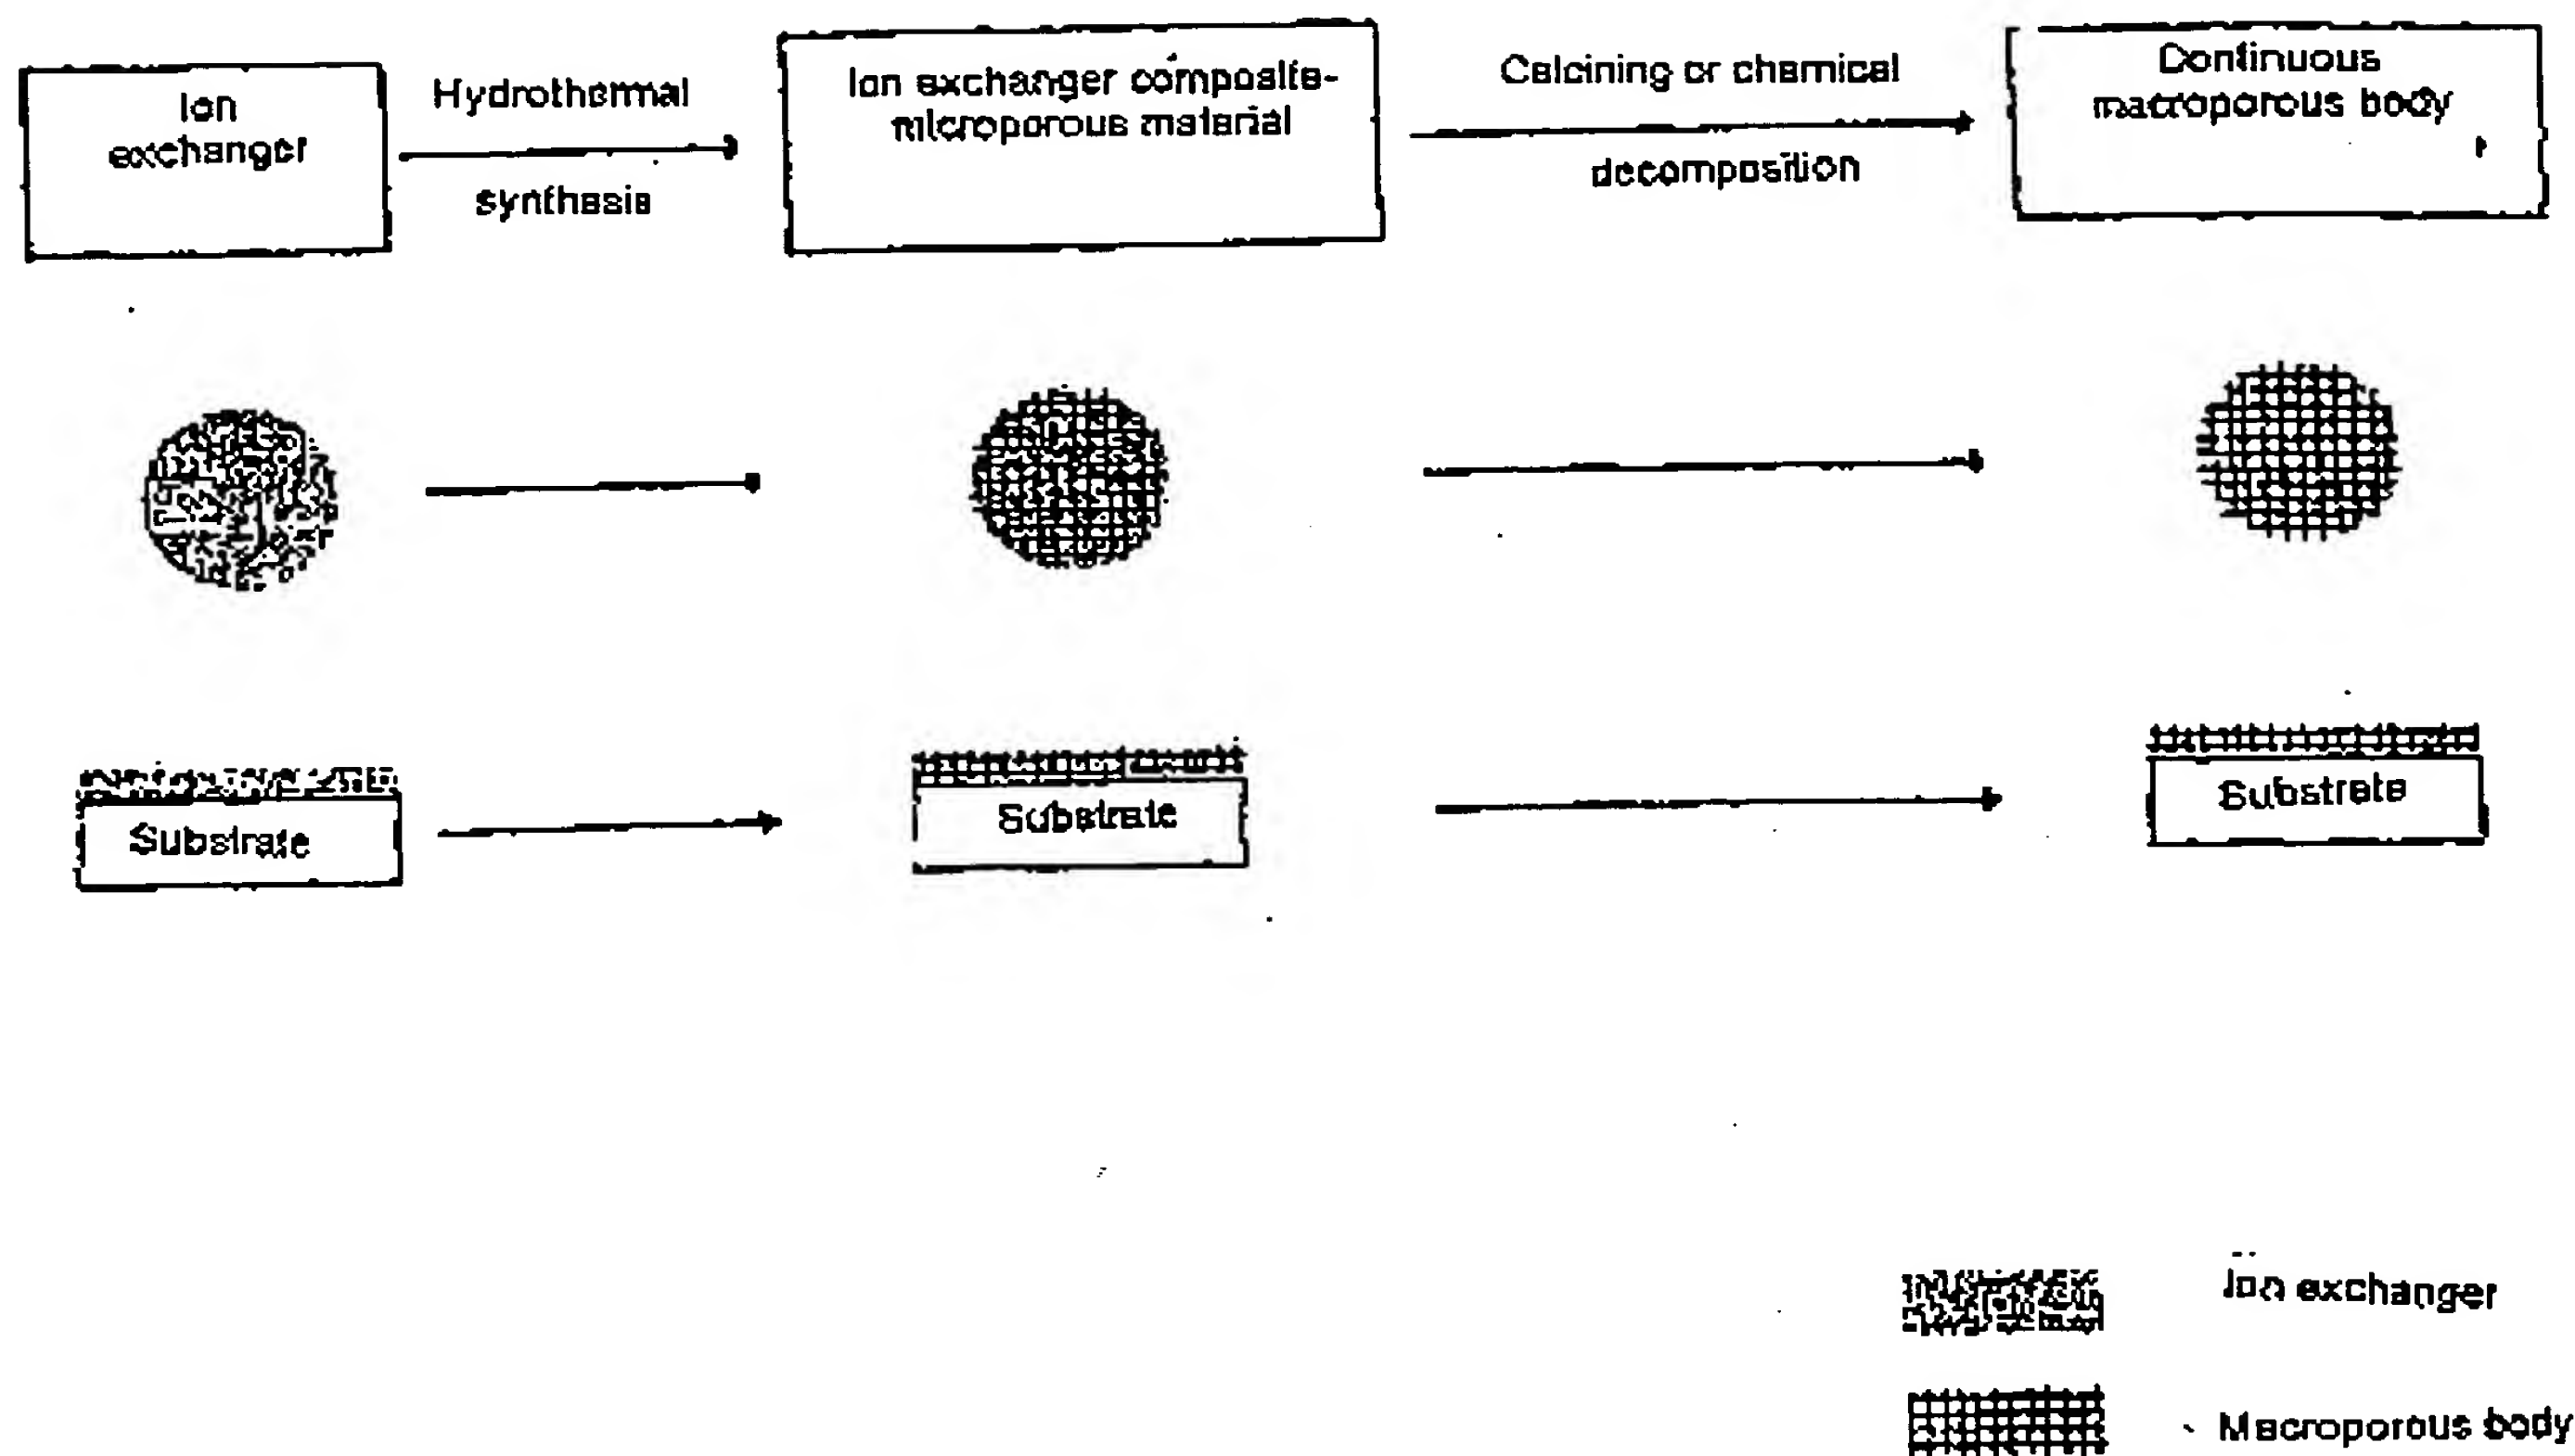 Ion
exchanger
Hydrothermal
synthesis
Ion exchanger composite-
microporous material
Calcining or chemical
decomposition
Continuous
macroporous body
Substrate
Substrate
Substrate
Ion exchanger
Macroporous body